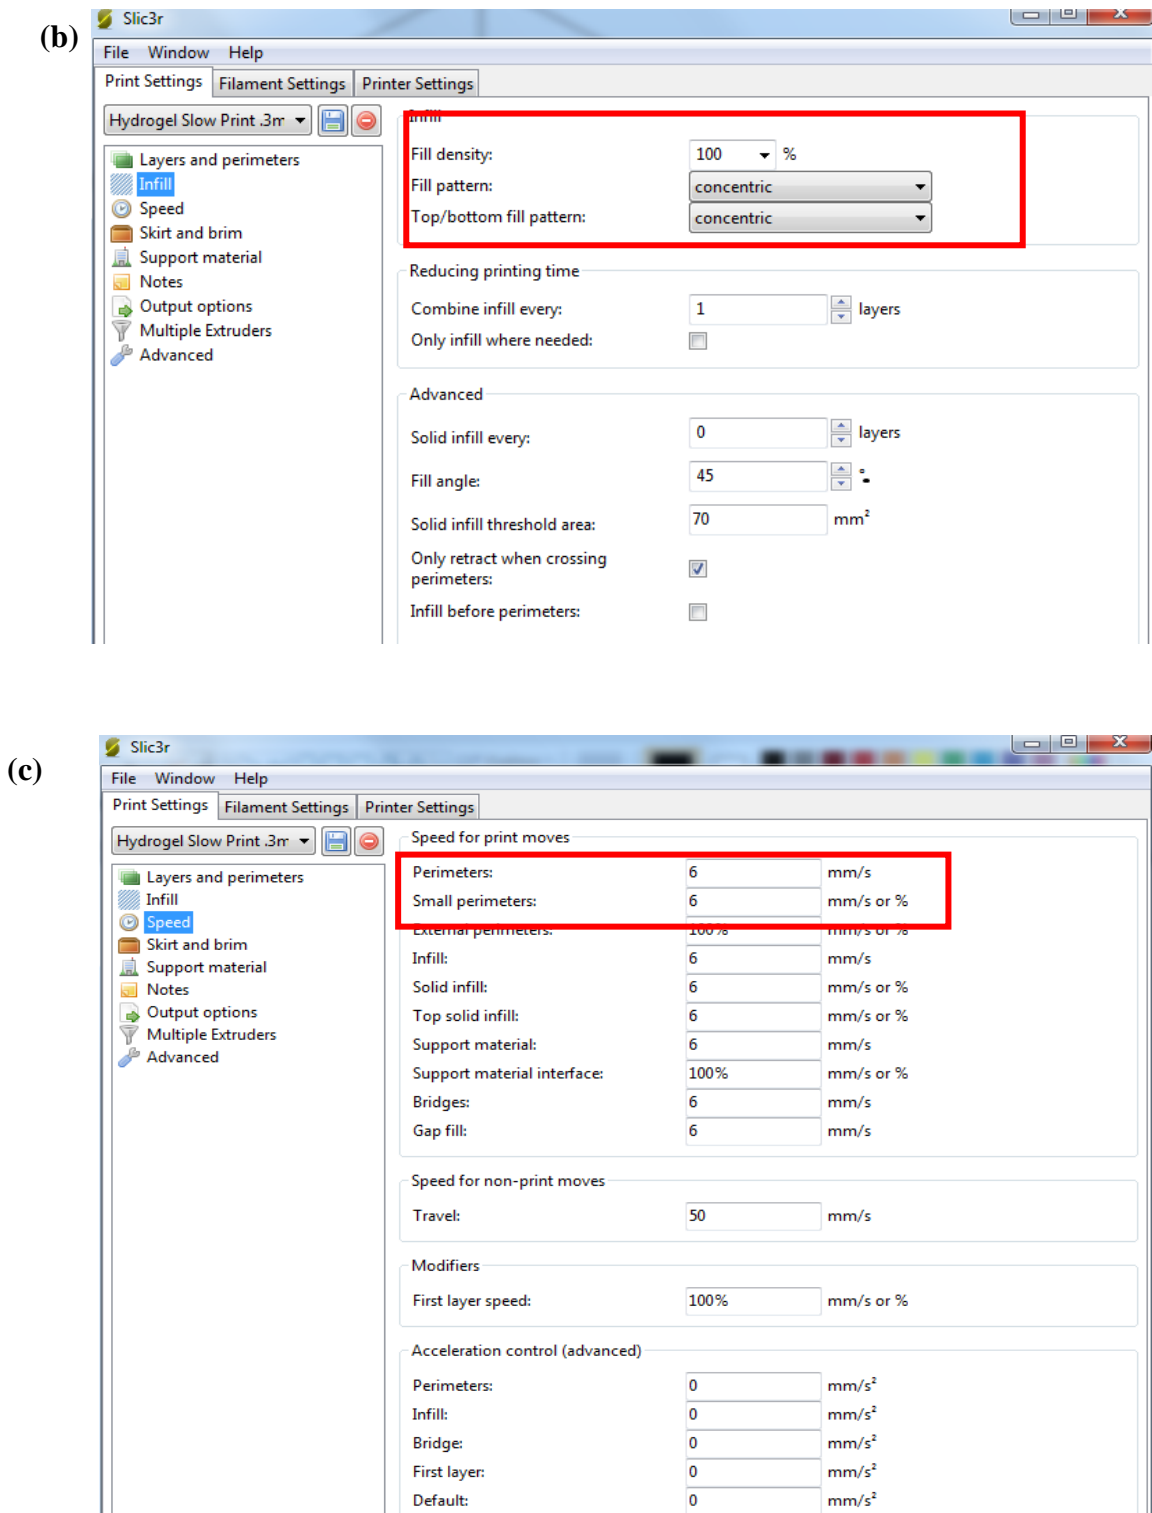 (b)
Slic3r
File Window Help
Print Settings Filament Settings Printer Settings
Hydrogel Slow Print .3m
Layers and perimeters
Infill
Speed
Skirt and brim
Support material
Notes
Output options
Multiple Extruders
Advanced
Infill
Fill density: 100 %
Fill pattern: concentric
Top/bottom fill pattern: concentric
Reducing printing time
Combine infill every: 1 layers
Only infill where needed:
Advanced
Solid infill every: 0 layers
Fill angle: 45 °
Solid infill threshold area: 70 mm²
Only retract when crossing
perimeters:
Infill before perimeters:
(c)
Slic3r
File Window Help
Print Settings Filament Settings Printer Settings
Hydrogel Slow Print .3m
Layers and perimeters
Infill
Speed
Skirt and brim
Support material
Notes
Output options
Multiple Extruders
Advanced
Speed for print moves
Perimeters: 6 mm/s
Small perimeters: 6 mm/s or %
External perimeters: 100% mm/s or %
Infill: 6 mm/s
Solid infill: 6 mm/s or %
Top solid infill: 6 mm/s or %
Support material: 6 mm/s
Support material interface: 100% mm/s or %
Bridges: 6 mm/s
Gap fill: 6 mm/s
Speed for non-print moves
Travel: 50 mm/s
Modifiers
First layer speed: 100% mm/s or %
Acceleration control (advanced)
Perimeters: 0 mm/s²
Infill: 0 mm/s²
Bridge: 0 mm/s²
First layer: 0 mm/s²
Default: 0 mm/s²